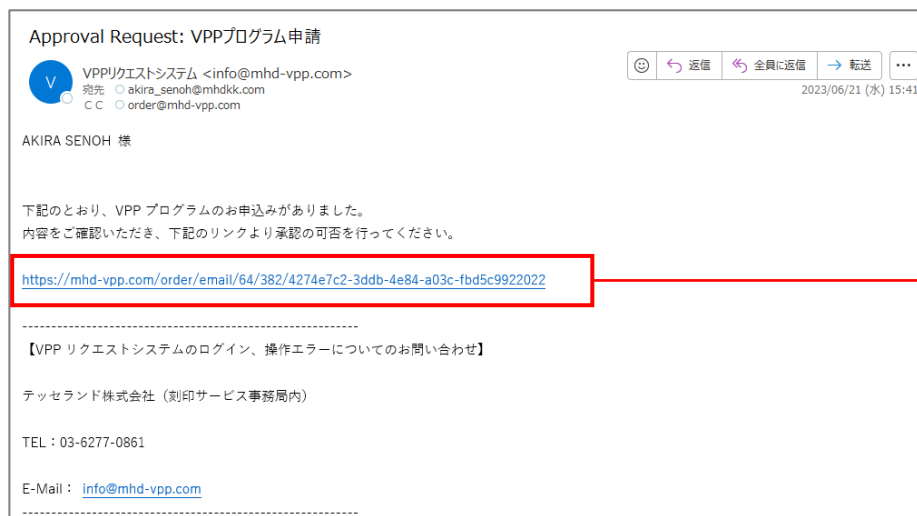 Approval Request: VPPプログラム申請
V
VPPリクエストシステム <info@mhd-vpp.com>
宛先 akira_senoh@mhdkk.com
CC order@mhd-vpp.com
返信 全員に返信 転送 ...
2023/06/21 (水) 15:41
AKIRA SENOH 様
下記のとおり、VPP プログラムのお申込みがありました。
内容をご確認いただき、下記のリンクより承認の可否を行ってください。
https://mhd-vpp.com/order/email/64/382/4274e7c2-3ddb-4e84-a03c-fbd5c9922022
--------------------------------------------------------------
【VPP リクエストシステムのログイン、操作エラーについてのお問い合わせ】
テッセランド株式会社（刻印サービス事務局内）
TEL：03-6277-0861
E-Mail： info@mhd-vpp.com
--------------------------------------------------------------